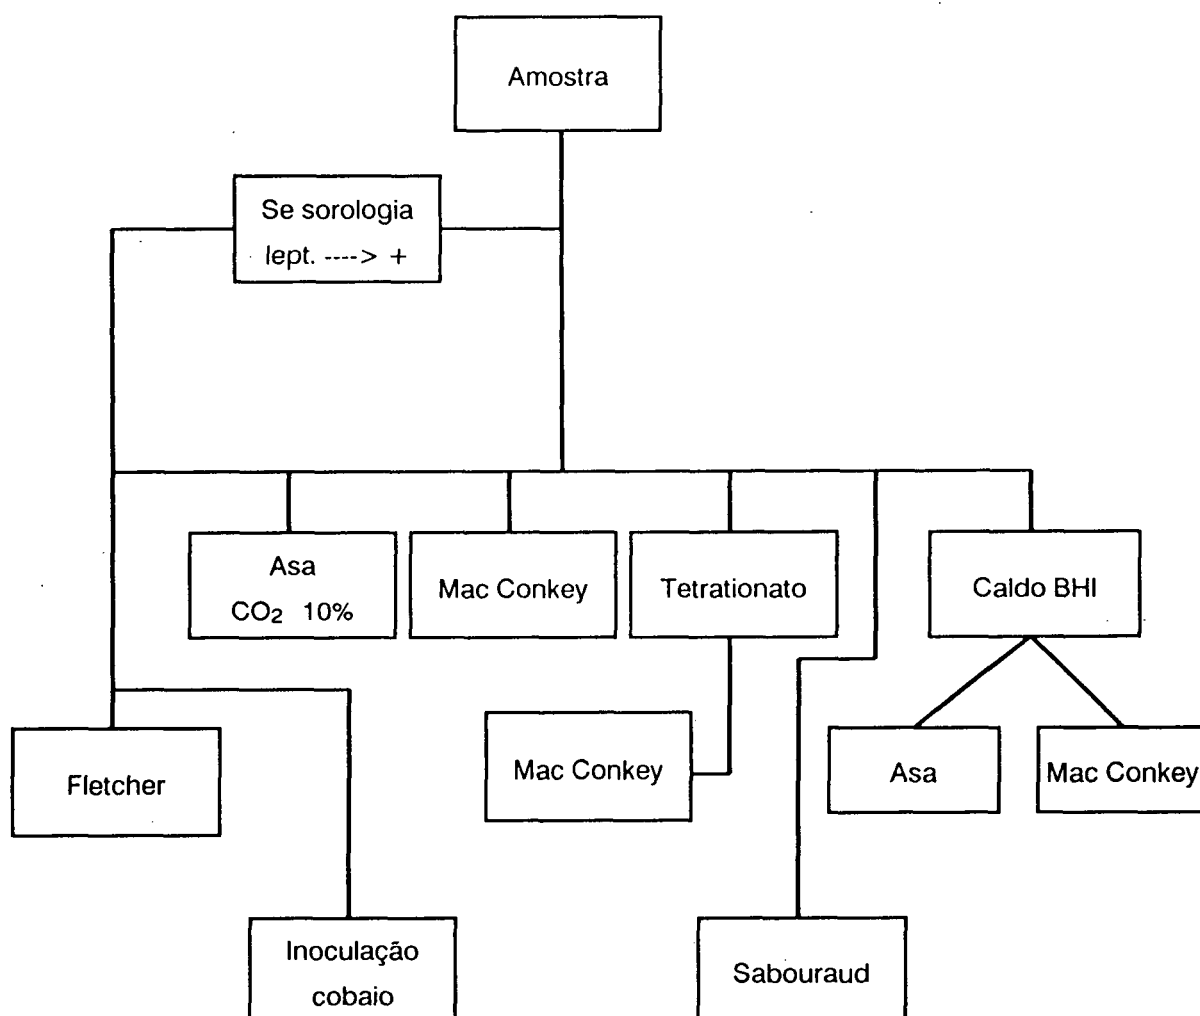 Amostra
Se sorologia
lept. ----> +
Asa
CO₂ 10%
Mac Conkey
Tetrationato
Caldo BHI
Fletcher
Mac Conkey
Asa
Mac Conkey
Inoculação
cobaio
Sabouraud